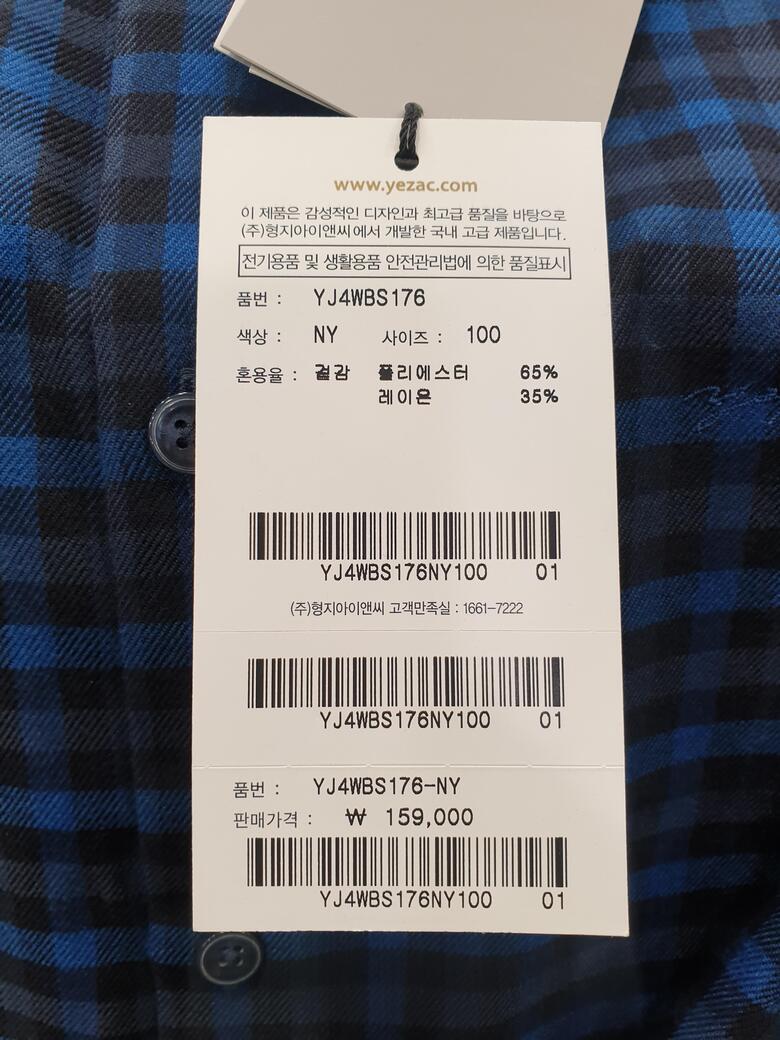 www.yezac.com
이 제품은 감성적인 디자인과 최고급 품질을 바탕으로
(주)형지아이앤씨에서 개발한 국내 고급 제품입니다.
전기용품 및 생활용품 안전관리법에 의한 품질표시
품번 : YJ4WBS176
색상 : NY 사이즈 : 100
혼용율 : 겉감 폴리에스터 65%
레이온 35%
YJ4WBS176NY100 01
(주)형지아이앤씨 고객만족실 : 1661-7222
YJ4WBS176NY100 01
품번 : YJ4WBS176-NY
판매가격 : ₩ 159,000
YJ4WBS176NY100 01